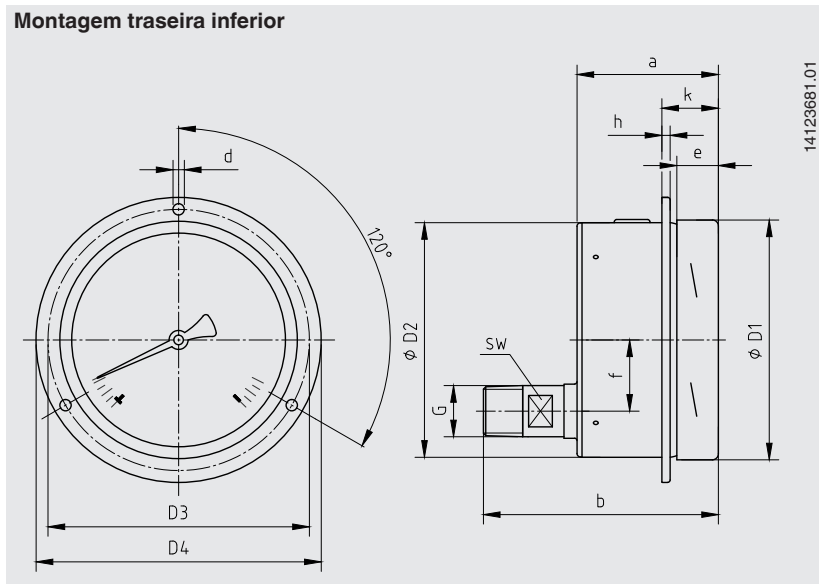 Montagem traseira inferior
14123681.01
a
k
h
e
d
120°
ϕ D2
SW
f
ϕ D1
G
b
D3
D4